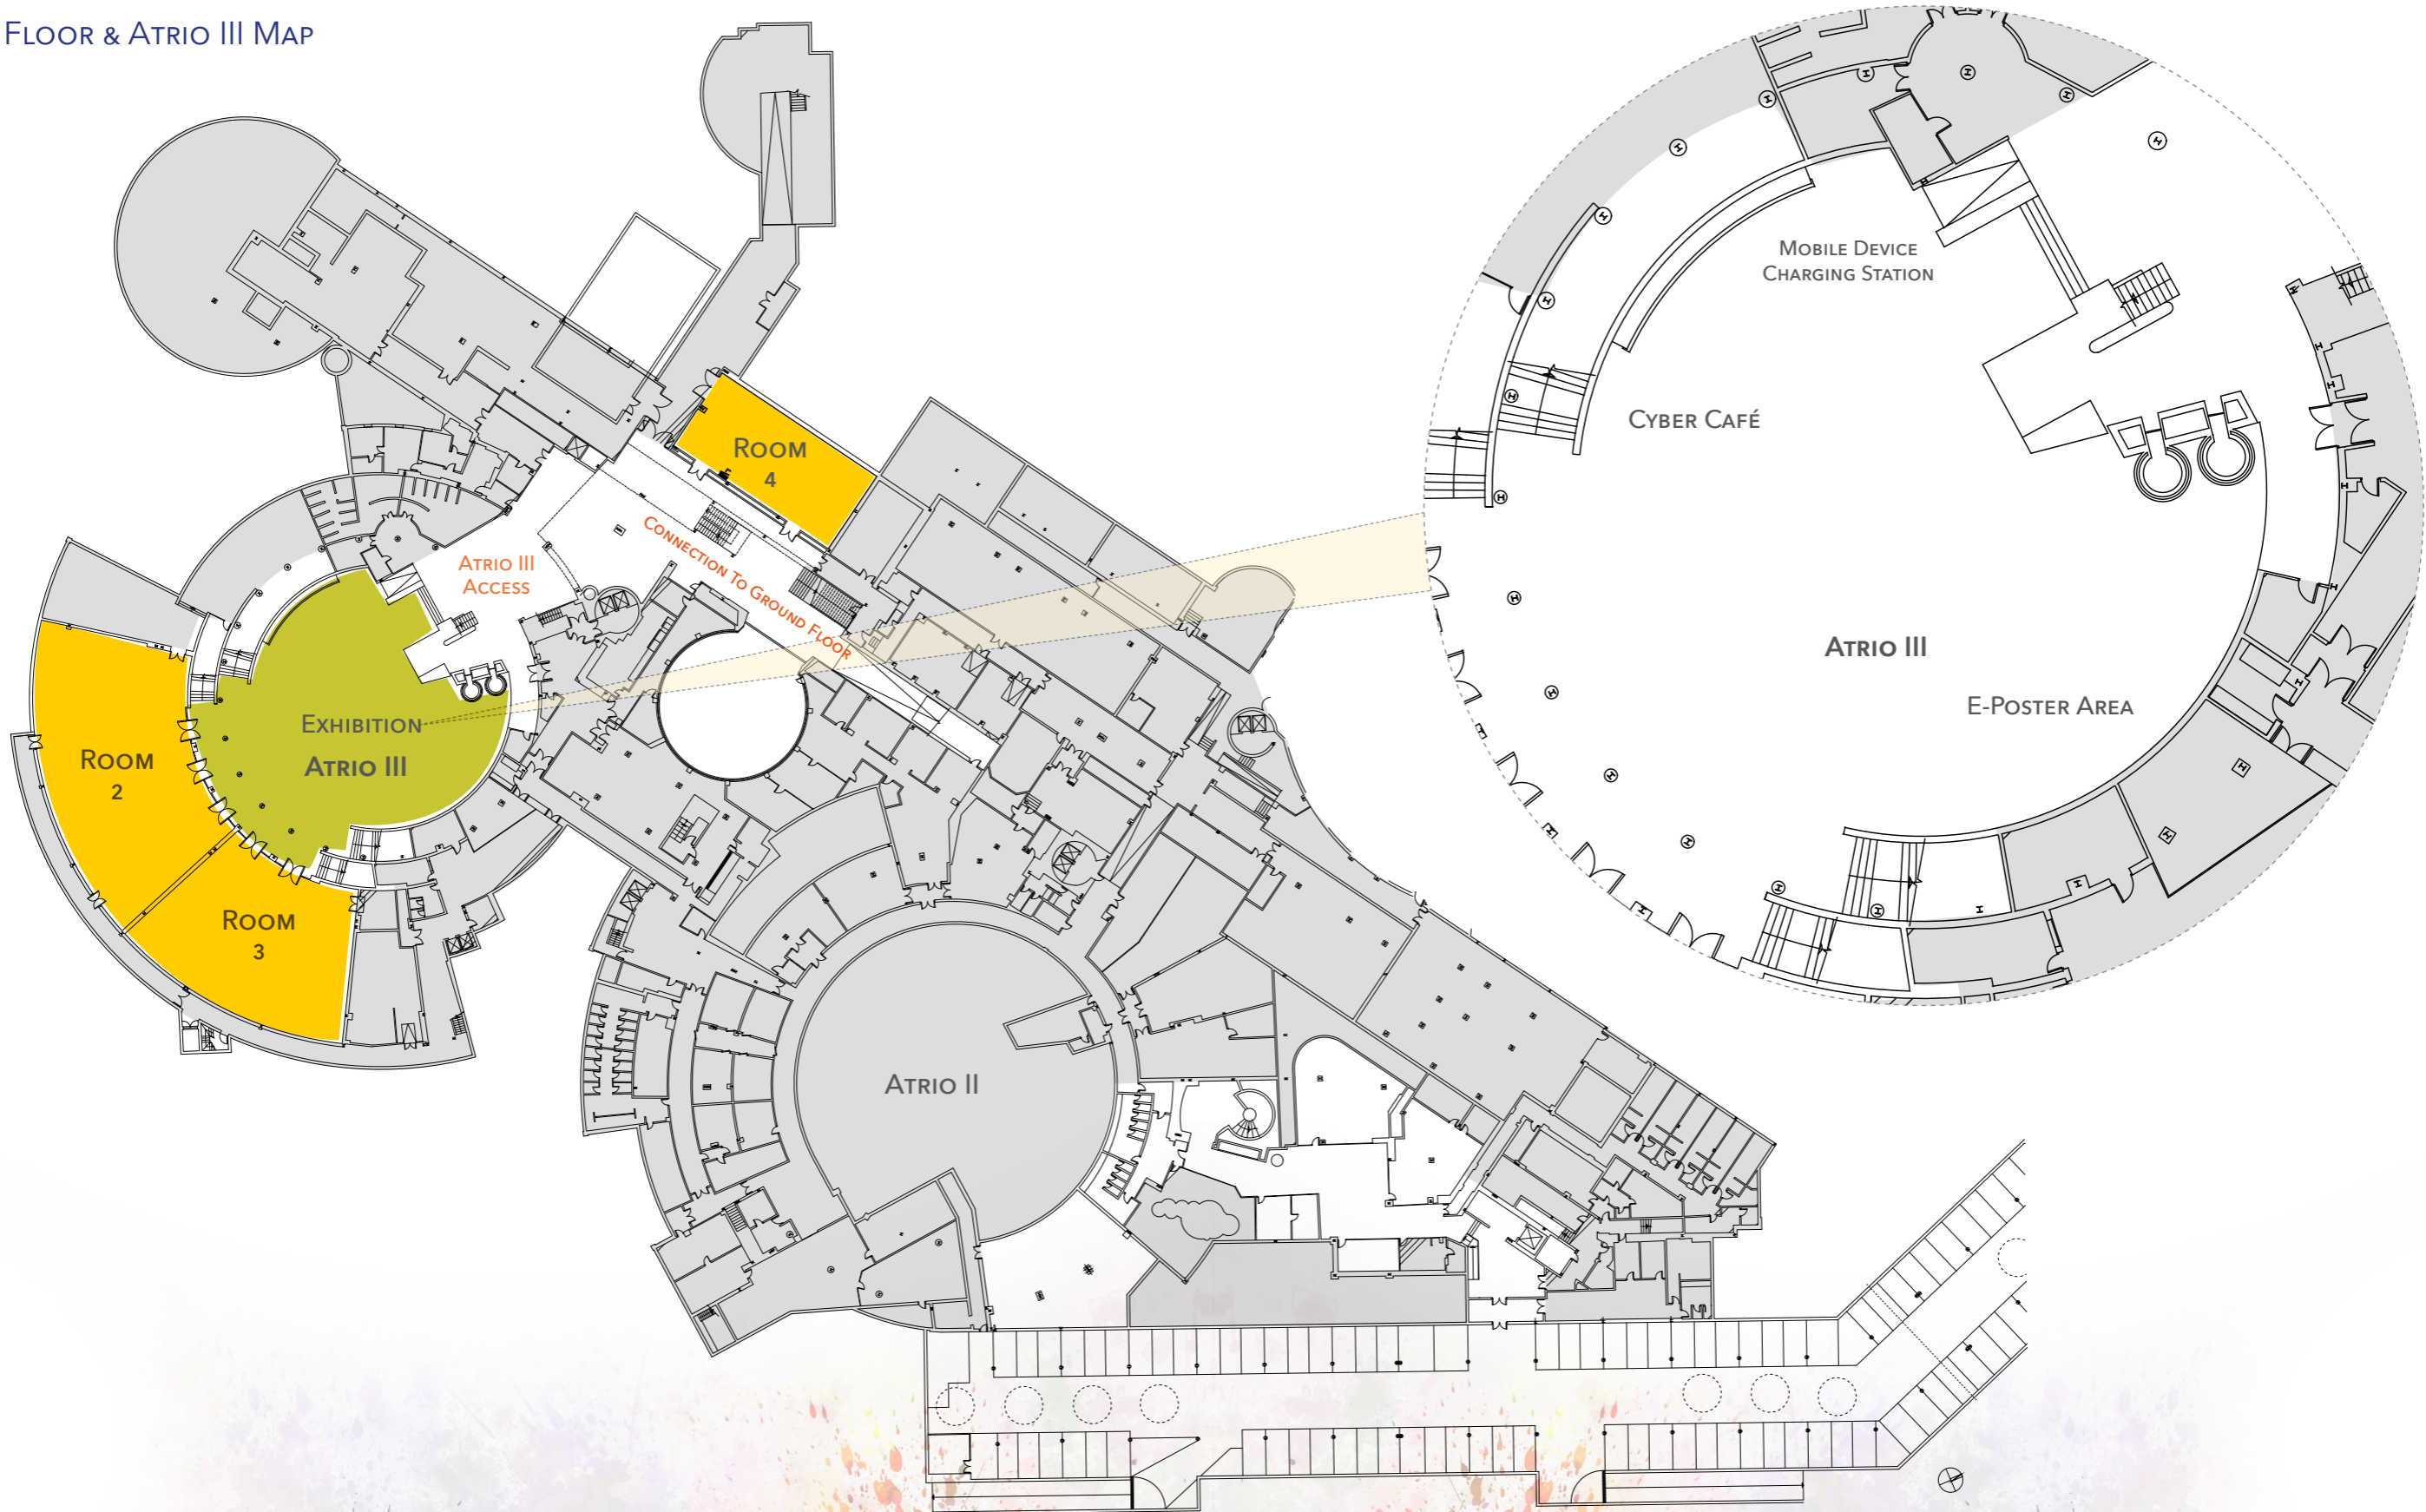 Floor & Atrio III Map
Room
4
Connection To Ground Floor
Atrio III
Access
Exhibition
Atrio III
Room
2
Room
3
Atrio II
Mobile Device
Charging Station
Cyber Café
Atrio III
E-Poster Area